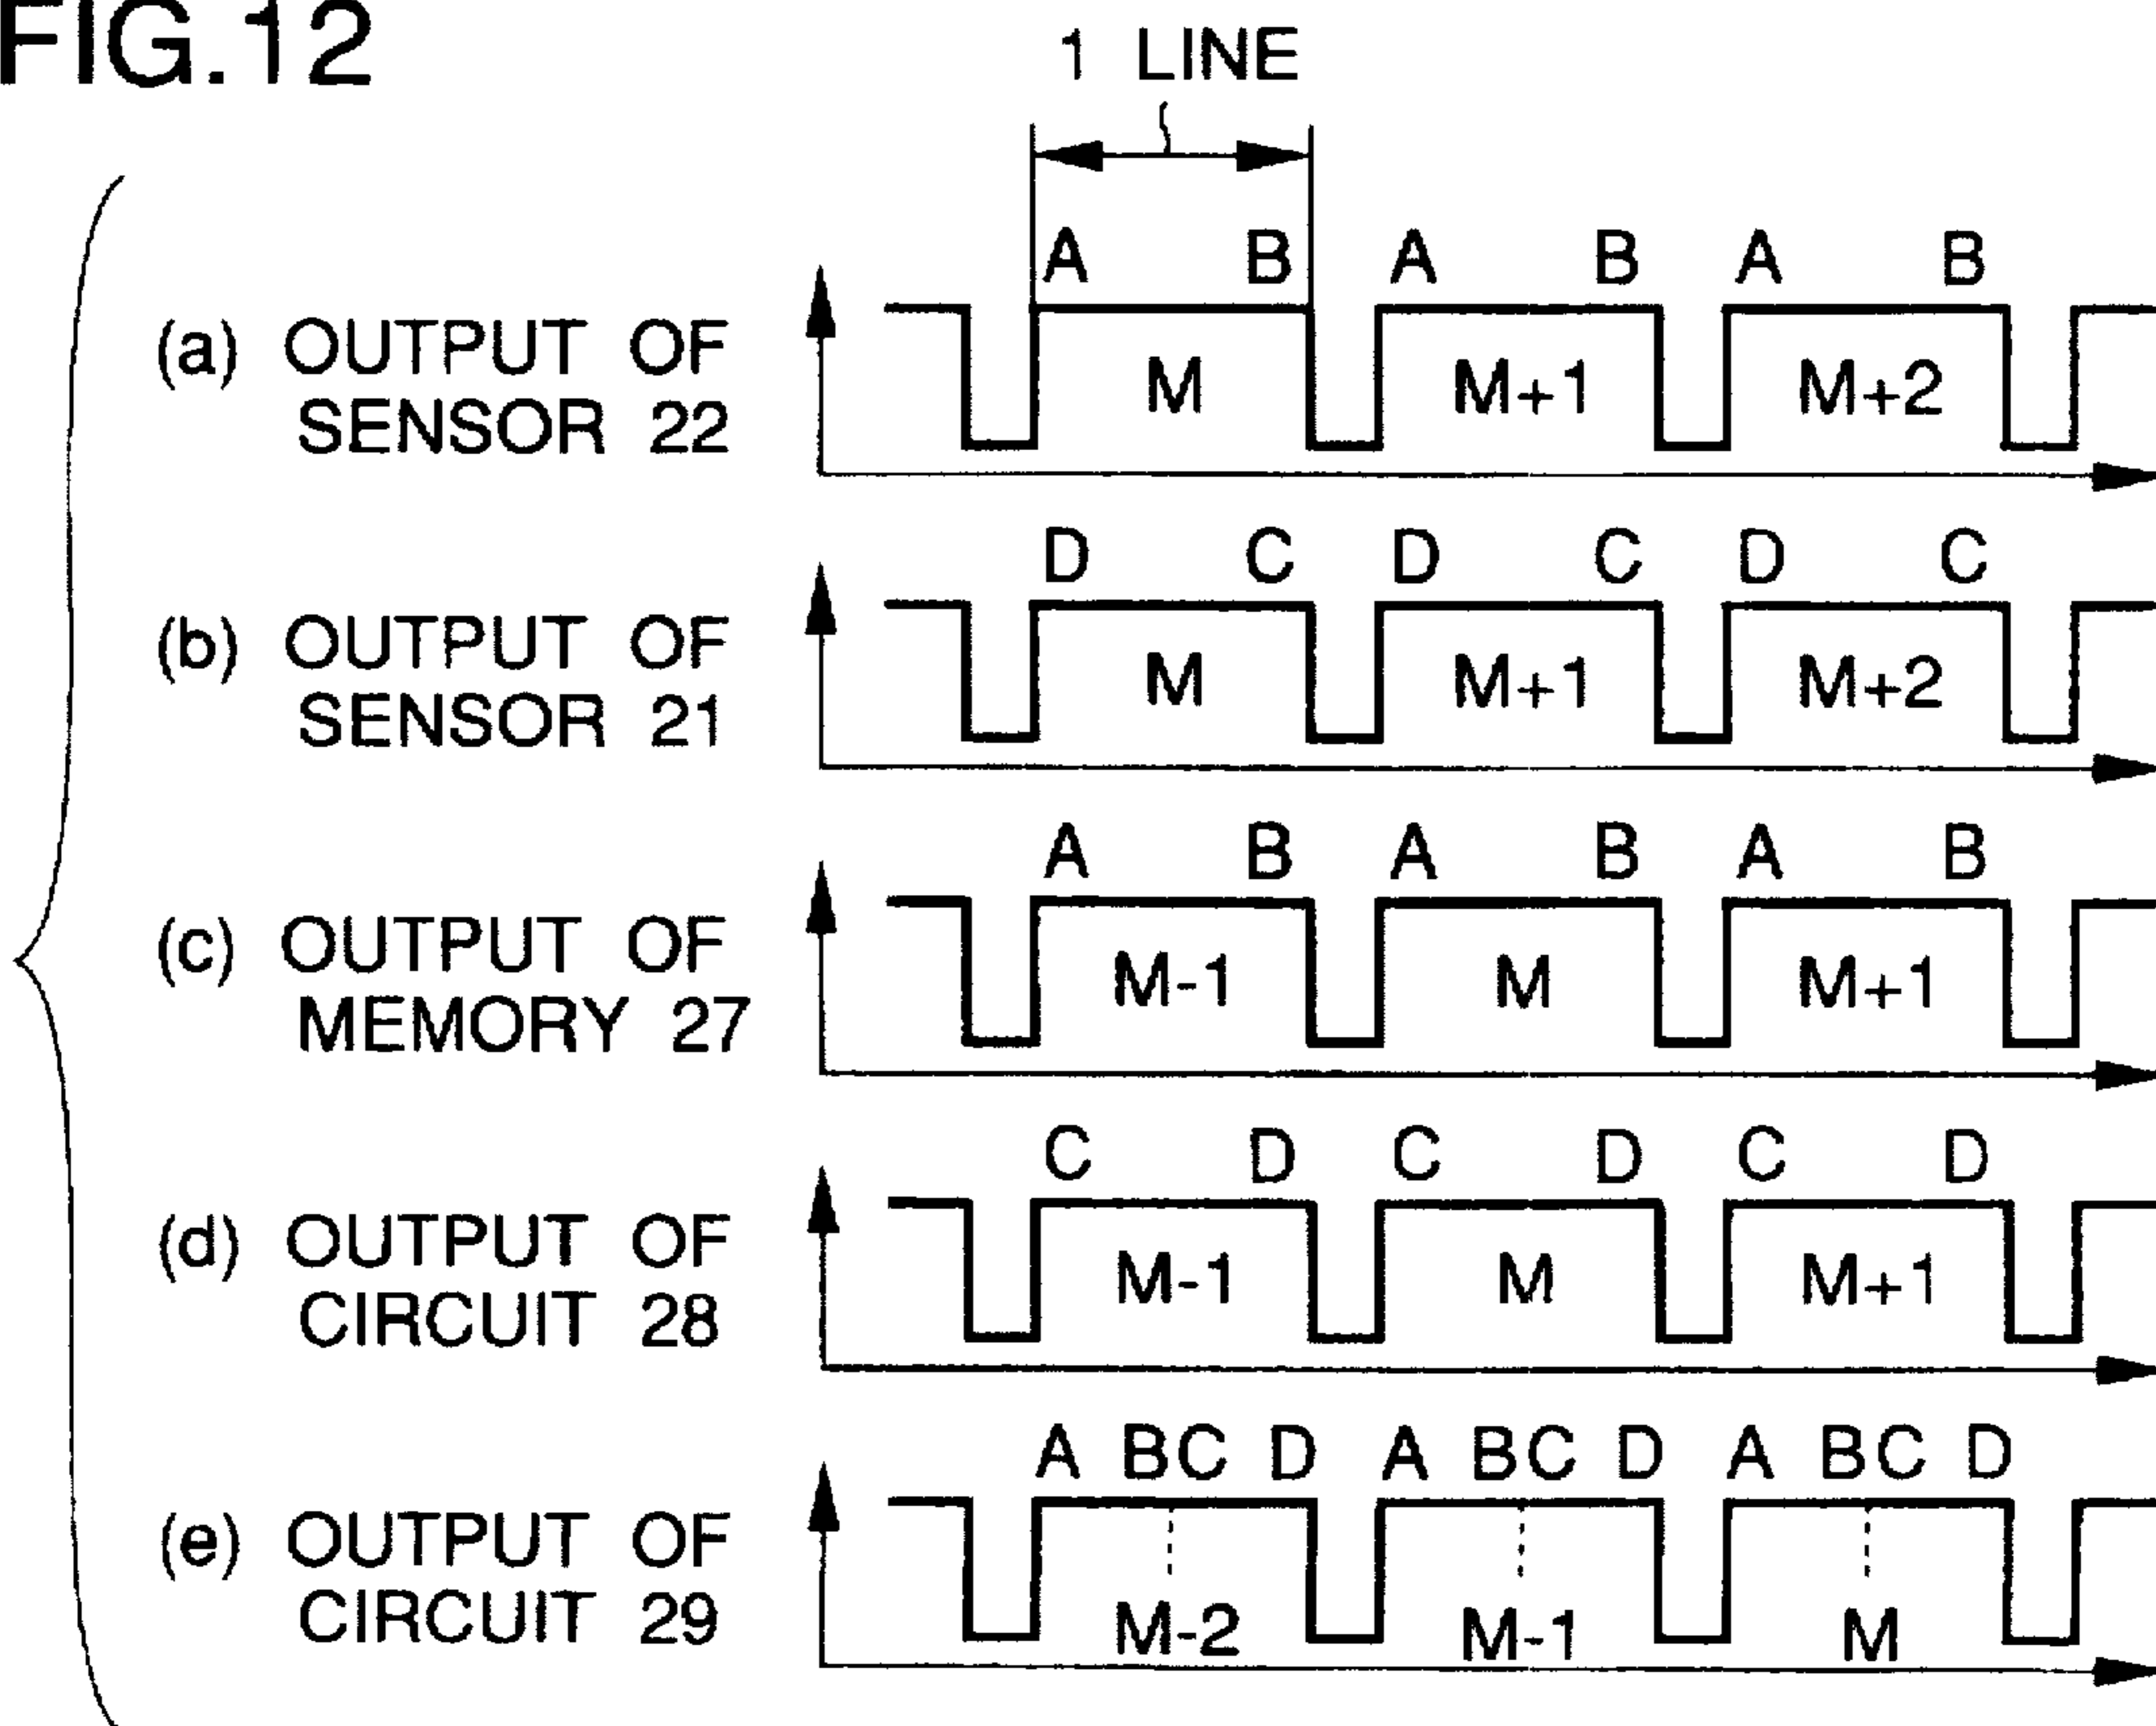 FIG.12
1 LINE
A B A B A B
(a) OUTPUT OF
SENSOR 22
M M+1 M+2
D C D C D C
(b) OUTPUT OF
SENSOR 21
M M+1 M+2
A B A B A B
(c) OUTPUT OF
MEMORY 27
M-1 M M+1
C D C D C D
(d) OUTPUT OF
CIRCUIT 28
M-1 M M+1
A BC D A BC D A BC D
(e) OUTPUT OF
CIRCUIT 29
M-2 M-1 M